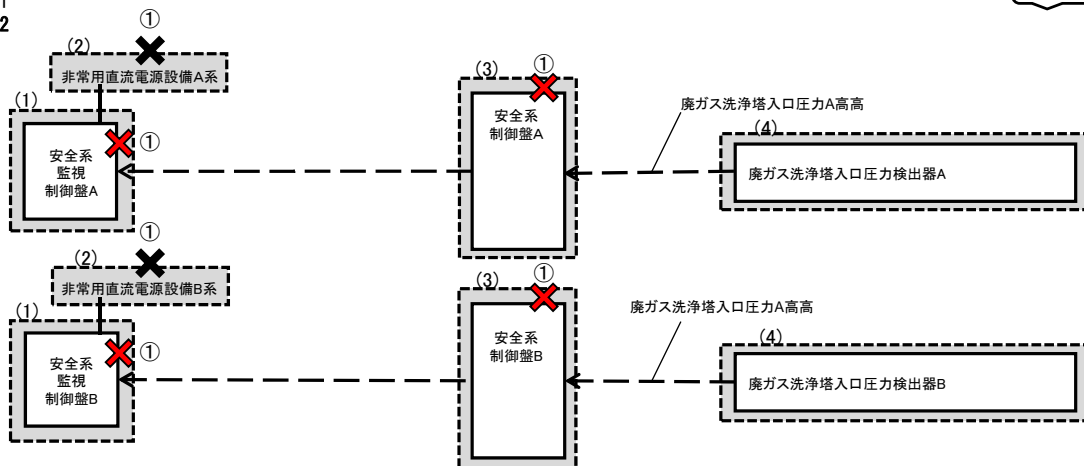 2
①
(2)
非常用直流電源設備A系
(1)
①
安全系
監視
制御盤A
(3)
①
安全系
制御盤A
廃ガス洗浄塔入口圧力A高高
(4)
廃ガス洗浄塔入口圧力検出器A
①
(2)
非常用直流電源設備B系
(1)
①
安全系
監視
制御盤B
(3)
①
安全系
制御盤B
廃ガス洗浄塔入口圧力A高高
(4)
廃ガス洗浄塔入口圧力検出器B